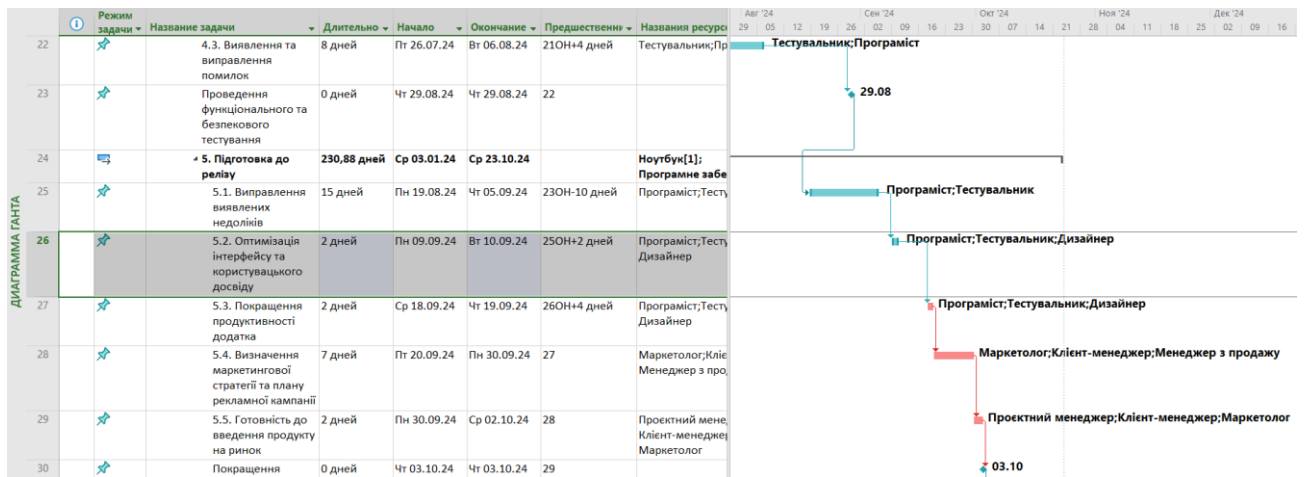 ДИАГРАММА ГАНТА
Режим задачи Название задачи Длительно Начало Окончание Предшественни Названия ресурсо
Авг '24 Сен '24 Окт '24 Ноя '24 Дек '24
29 05 12 19 26 02 09 16 23 30 07 14 21 28 04 11 18 25 02 09 16
22 4.3. Виявлення та 8 дней Пт 26.07.24 Вт 06.08.24 21ОН+4 дней Тестувальник;Пр
виправлення
помилок
Тестувальник;Програміст
23 Проведення 0 дней Чт 29.08.24 Чт 29.08.24 22
функціонального та
безпекового
тестування
29.08
24 5. Підготовка до 230,88 дней Ср 03.01.24 Ср 23.10.24 Ноутбук[1];
релізу Програмне забе
25 5.1. Виправлення 15 дней Пн 19.08.24 Чт 05.09.24 23ОН-10 дней Програміст;Тесту
виявлених
недоліків
Програміст;Тестувальник
26 5.2. Оптимізація 2 дней Пн 09.09.24 Вт 10.09.24 25ОН+2 дней Програміст;Тесту
інтерфейсу та Дизайнер
користувацького
досвіду
Програміст;Тестувальник;Дизайнер
27 5.3. Покращення 2 дней Ср 18.09.24 Чт 19.09.24 26ОН+4 дней Програміст;Тесту
продуктивності Дизайнер
додатка
Програміст;Тестувальник;Дизайнер
28 5.4. Визначення 7 дней Пт 20.09.24 Пн 30.09.24 27 Маркетолог;Кліє
маркетингової Менеджер з про
стратегії та плану
рекламної кампанії
Маркетолог;Клієнт-менеджер;Менеджер з продажу
29 5.5. Готовність до 2 дней Пн 30.09.24 Ср 02.10.24 28 Проєктний мене
введення продукту Клієнт-менеджер
на ринок Маркетолог
Проєктний менеджер;Клієнт-менеджер;Маркетолог
30 Покращення 0 дней Чт 03.10.24 Чт 03.10.24 29
03.10